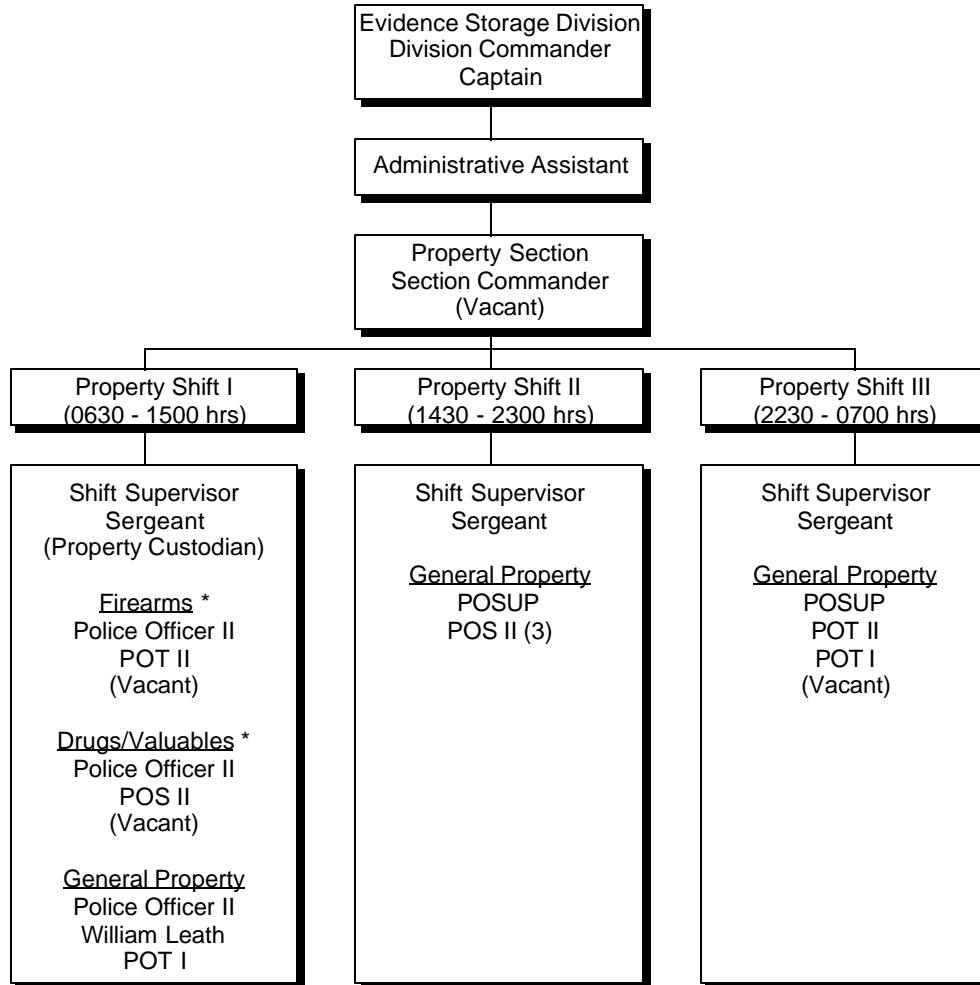 Evidence Storage Division
Division Commander
Captain
Administrative Assistant
Property Section
Section Commander
(Vacant)
Property Shift I
(0630 - 1500 hrs)
Property Shift II
(1430 - 2300 hrs)
Property Shift III
(2230 - 0700 hrs)
Shift Supervisor
Sergeant
(Property Custodian)
Firearms *
Police Officer II
POT II
(Vacant)
Drugs/Valuables *
Police Officer II
POS II
(Vacant)
General Property
Police Officer II
William Leath
POT I
Shift Supervisor
Sergeant
General Property
POSUP
POS II (3)
Shift Supervisor
Sergeant
General Property
POSUP
POT II
POT I
(Vacant)